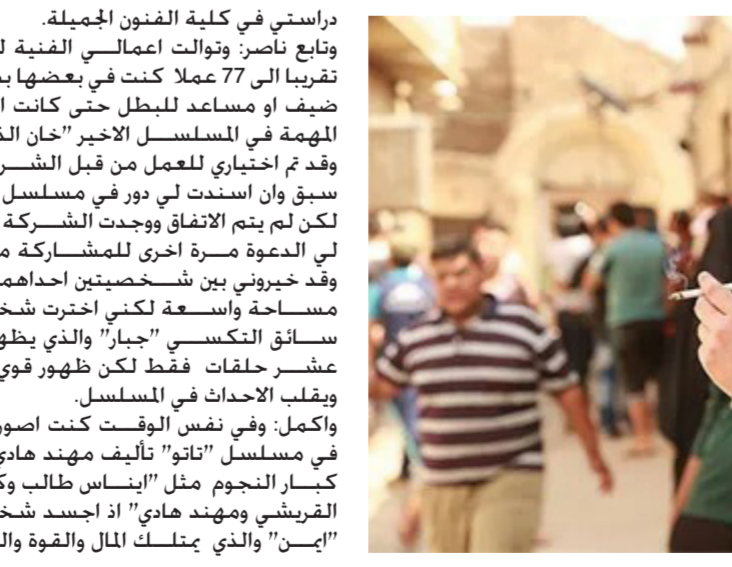 دراستي في كلية الفنون الجميلة.
وتابع ناصر: وتوالت اعمالي الفنية
تقريبا الى 77 عملا كنت في بعضها
ضيف او مساعد للبطل حتى كانت
المهمة في المسلسل الاخير "خان
وقد تم اختياري للعمل من قبل
سبق وان اسندت لي دور في مسلسل
لكن لم يتم الاتفاق ووجدت الشركة
لي الدعوة مرة اخرى للمشاركة
وقد خيروني بين شخصيتين احداهم
مساحة واسعة لكني اخترت
سائق التكسي "جبار" والذي
عشر حلقات فقط لكن ظهور قوي
ويقلب الاحداث في المسلسل.
واكمل: وفي نفس الوقت كنت اصور
في مسلسل "تاتو" تأليف مهند هادي
كبار النجوم مثل "ايناس طالب
القريشي ومهند هادي" اذ اجسد
"ايمن" والذي يمتلك المال والقوة